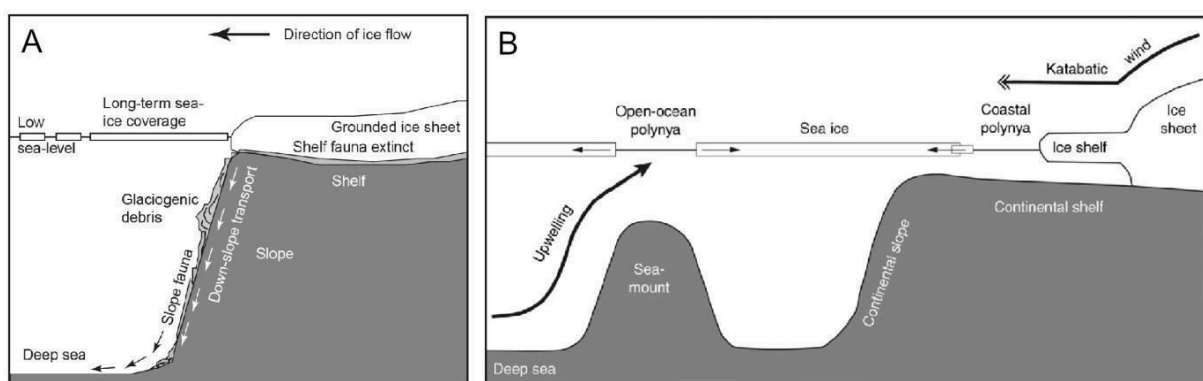 A
Direction of ice flow
Long-term sea-
ice coverage
Low
sea-level
Grounded ice sheet
Shelf fauna extinct
Shelf
Glaciogenic
debris
Down-slope transport
Slope
Slope fauna
Deep sea
B
Katabatic
wind
Open-ocean
polynya
Sea ice
Coastal
polynya
Ice
sheet
Ice shelf
Upwelling
Sea-
mount
Continental slope
Continental shelf
Deep sea